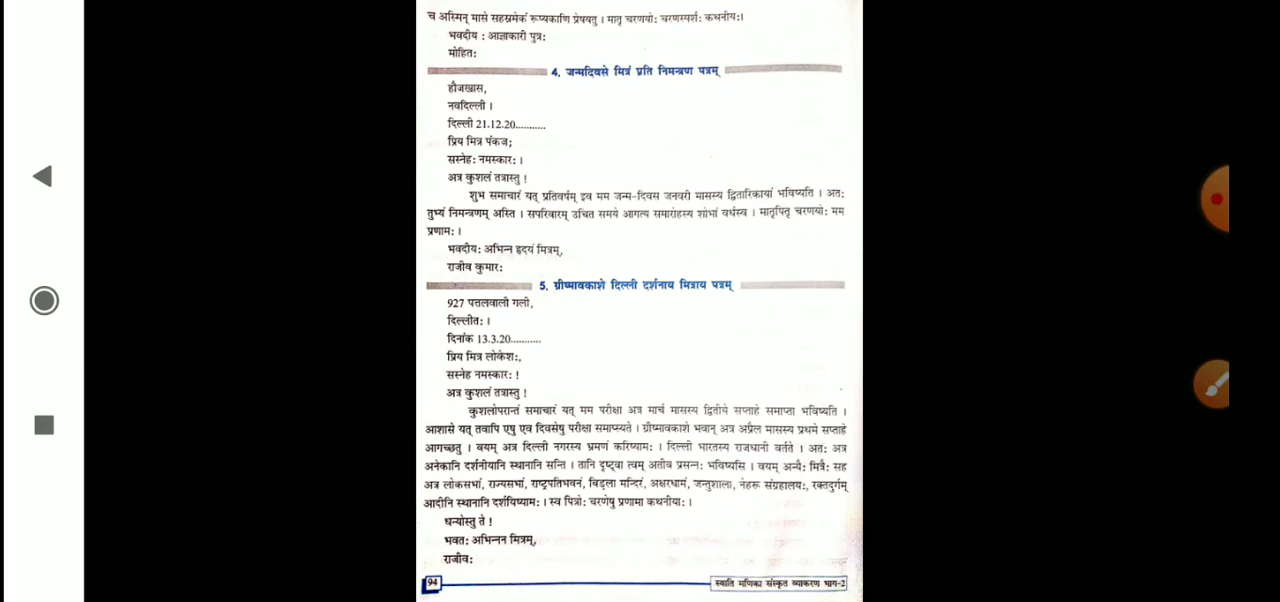 च अस्मिन् मासे सहस्रमेकं रूप्यकाणि प्रेषयतु । मातृ चरणयोः चरणस्पर्शः कथनीयः।
भवदीय : आज्ञाकारी पुत्रः
मोहितः
4. जन्मदिवसे मित्रं प्रति निमन्त्रण पत्रम्
हौजखास,
नवदिल्ली ।
दिल्ली 21.12.20...........
प्रिय मित्र पंकज;
सस्नेहः नमस्कारः ।
अत्र कुशलं तत्रास्तु !
शुभ समाचारं यत् प्रतिवर्षम् इव मम जन्म-दिवस जनवरी मासस्य द्वितारिकायां भविष्यति । अतः
तुभ्यं निमन्त्रणम् अस्ति । सपरिवारम् उचित समये आगत्य समारोहस्य शोभां वर्धस्व । मातृपितृ चरणयोः मम
प्रणामः ।
भवदीयः अभिन्न हृदयं मित्रम्,
राजीव कुमारः
5. ग्रीष्मावकाशे दिल्ली दर्शनाय मित्राय पत्रम्
927 पत्तलवाली गली,
दिल्लीतः ।
दिनांक 13.3.20...........
प्रिय मित्र लोकेशः,
सस्नेह नमस्कारः !
अत्र कुशलं तत्रास्तु !
कुशलोपरान्तं समाचारं यत् मम परीक्षा अत्र मार्च मासस्य द्वितीये सप्ताहे समाप्ता भविष्यति ।
आशासे यत् तवापि एषु एव दिवसेषु परीक्षा समाप्स्यते । ग्रीष्मावकाशे भवान् अत्र अप्रैल मासस्य प्रथमे सप्ताहे
आगच्छतु । वयम् अत्र दिल्ली नगरस्य भ्रमणं करिष्यामः । दिल्ली भारतस्य राजधानी वर्तते । अतः अत्र
अनेकानि दर्शनीयानि स्थानानि सन्ति । तानि दृष्ट्वा त्वम् अतीव प्रसन्नः भविष्यसि । वयम् अन्यैः मित्रैः सह
अत्र लोकसभां, राज्यसभां, राष्ट्रपतिभवनं, बिड़ला मन्दिरं, अक्षरधामं, जन्तुशाला, नेहरू संग्रहालयः, रक्तदुर्गम्
आदीनि स्थानानि दर्शयिष्यामः । स्व पित्रोः चरणेषु प्रणामा कथनीयाः ।
धन्योस्तु ते !
भवतः अभिन्नन मित्रम्,
राजीवः
94
स्वाति मणिका संस्कृत व्याकरण भाग-2